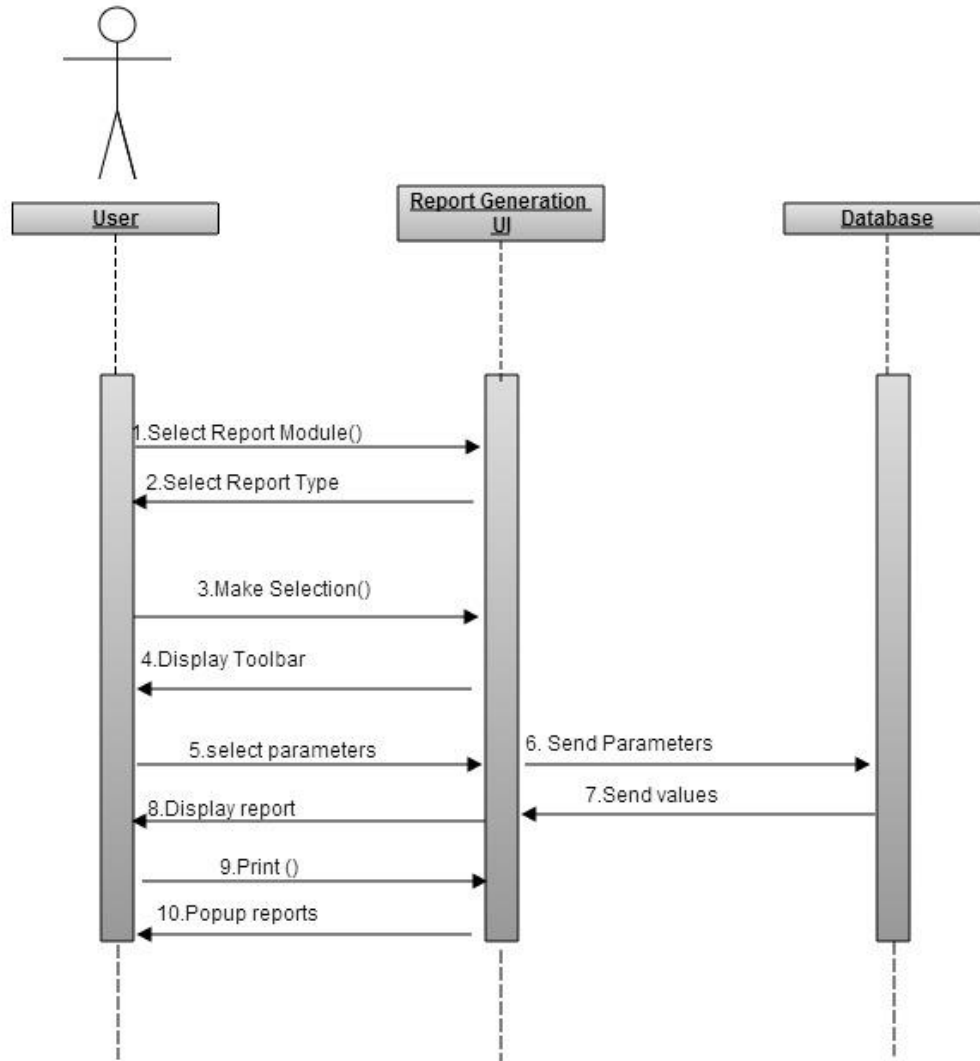 User
Report Generation
UI
Database
1.Select Report Module()
2.Select Report Type
3.Make Selection()
4.Display Toolbar
5.select parameters
6. Send Parameters
7.Send values
8.Display report
9.Print ()
10.Popup reports